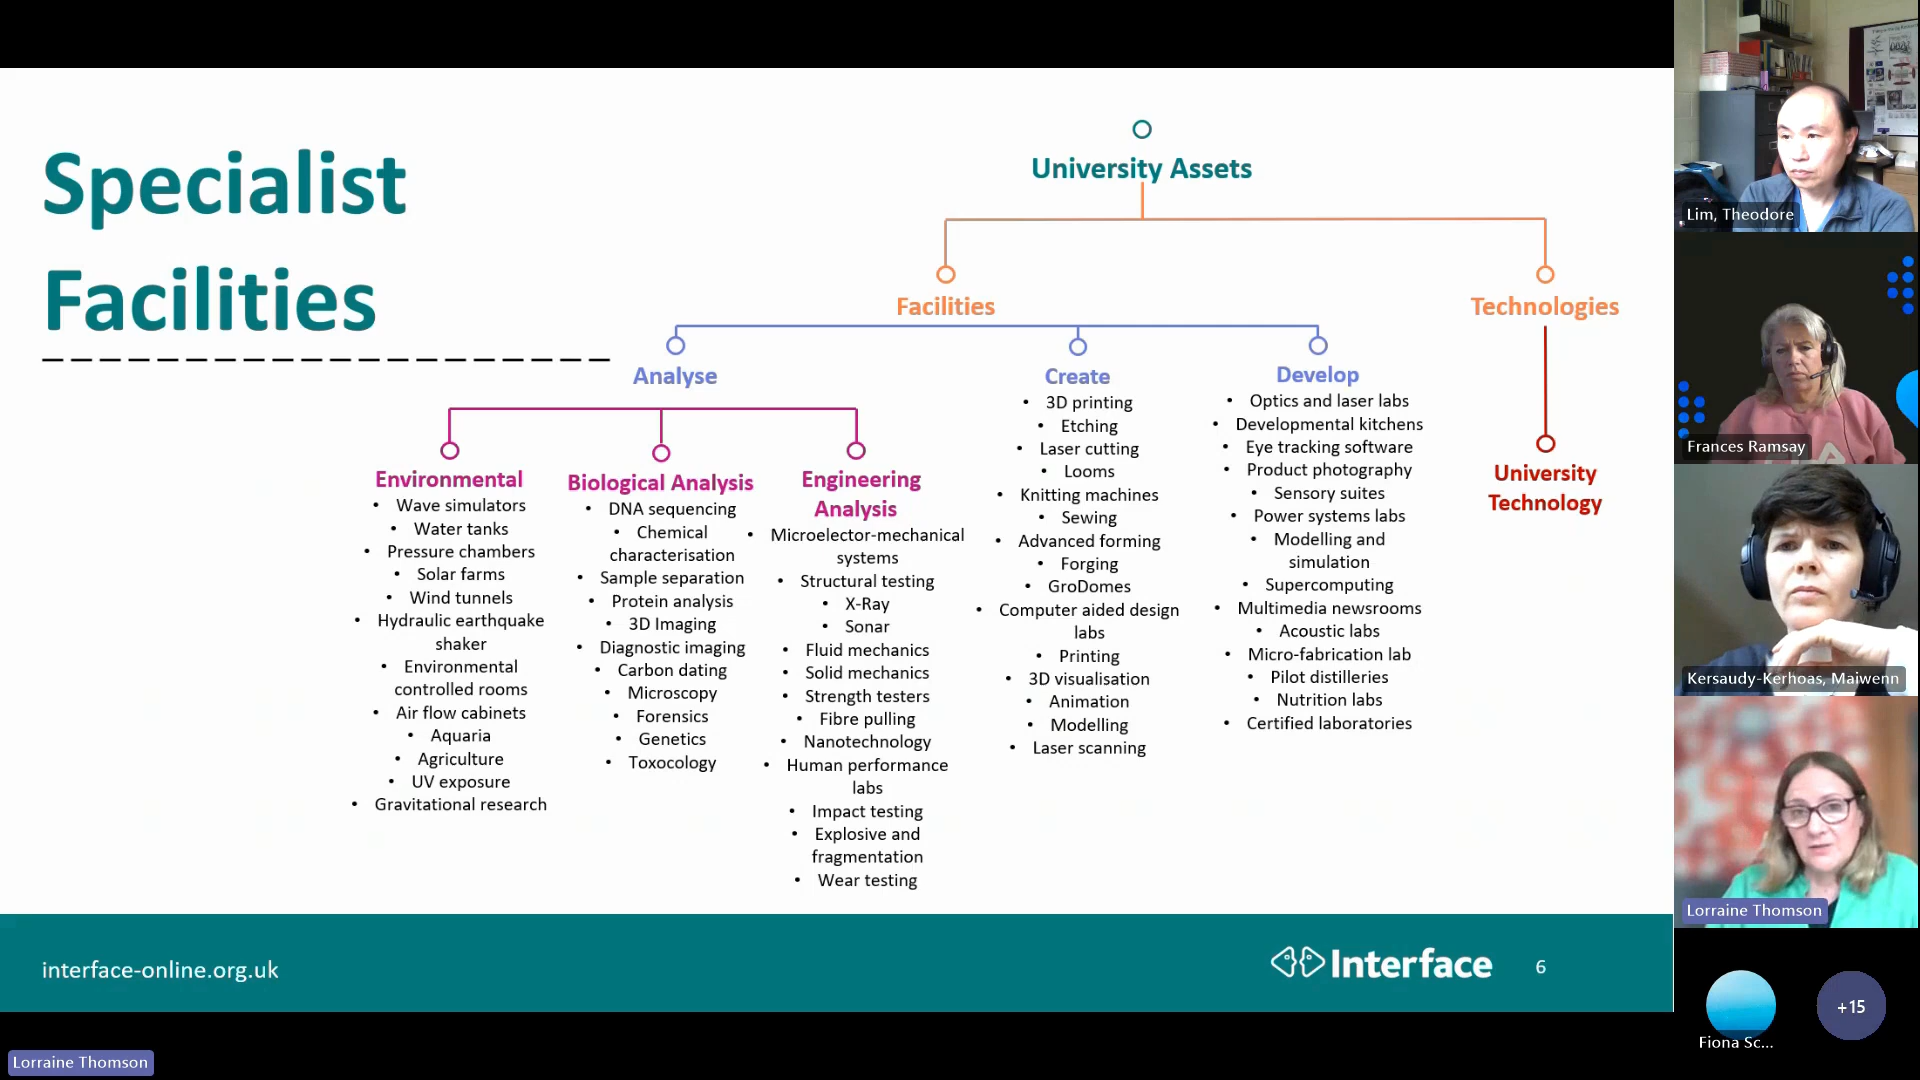 Specialist
Facilities
University Assets
Facilities
Technologies
Analyse
Create
Develop
Environmental
• Wave simulators
• Water tanks
• Pressure chambers
• Solar farms
• Wind tunnels
• Hydraulic earthquake
shaker
• Environmental
controlled rooms
• Air flow cabinets
• Aquaria
• Agriculture
• UV exposure
• Gravitational research
Biological Analysis
• DNA sequencing
• Chemical
characterisation
• Sample separation
• Protein analysis
• 3D Imaging
• Diagnostic imaging
• Carbon dating
• Microscopy
• Forensics
• Genetics
• Toxocology
Engineering
Analysis
• Microelector-mechanical
systems
• Structural testing
• X-Ray
• Sonar
• Fluid mechanics
• Solid mechanics
• Strength testers
• Fibre pulling
• Nanotechnology
• Human performance
labs
• Impact testing
• Explosive and
fragmentation
• Wear testing
• 3D printing
• Etching
• Laser cutting
• Looms
• Knitting machines
• Sewing
• Advanced forming
• Forging
• GroDomes
• Computer aided design
labs
• Printing
• 3D visualisation
• Animation
• Modelling
• Laser scanning
• Optics and laser labs
• Developmental kitchens
• Eye tracking software
• Product photography
• Sensory suites
• Power systems labs
• Modelling and
simulation
• Supercomputing
• Multimedia newsrooms
• Acoustic labs
• Micro-fabrication lab
• Pilot distilleries
• Nutrition labs
• Certified laboratories
University
Technology
interface-online.org.uk
Interface
6
Lorraine Thomson
Lim, Theodore
Frances Ramsay
Kersaudy-Kerhoas, Maiwenn
Lorraine Thomson
Fiona Sc...
+15